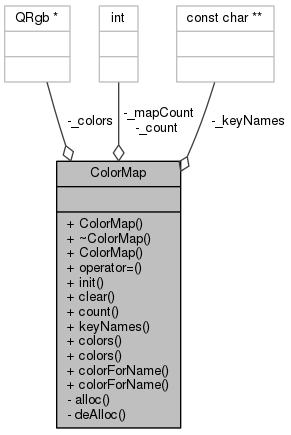 QRgb *
int
const char **
-_colors
-_mapCount
-_count
-_keyNames
ColorMap
+ ColorMap()
+ ~ColorMap()
+ ColorMap()
+ operator=()
+ init()
+ clear()
+ count()
+ keyNames()
+ colors()
+ colors()
+ colorForName()
+ colorForName()
- alloc()
- deAlloc()